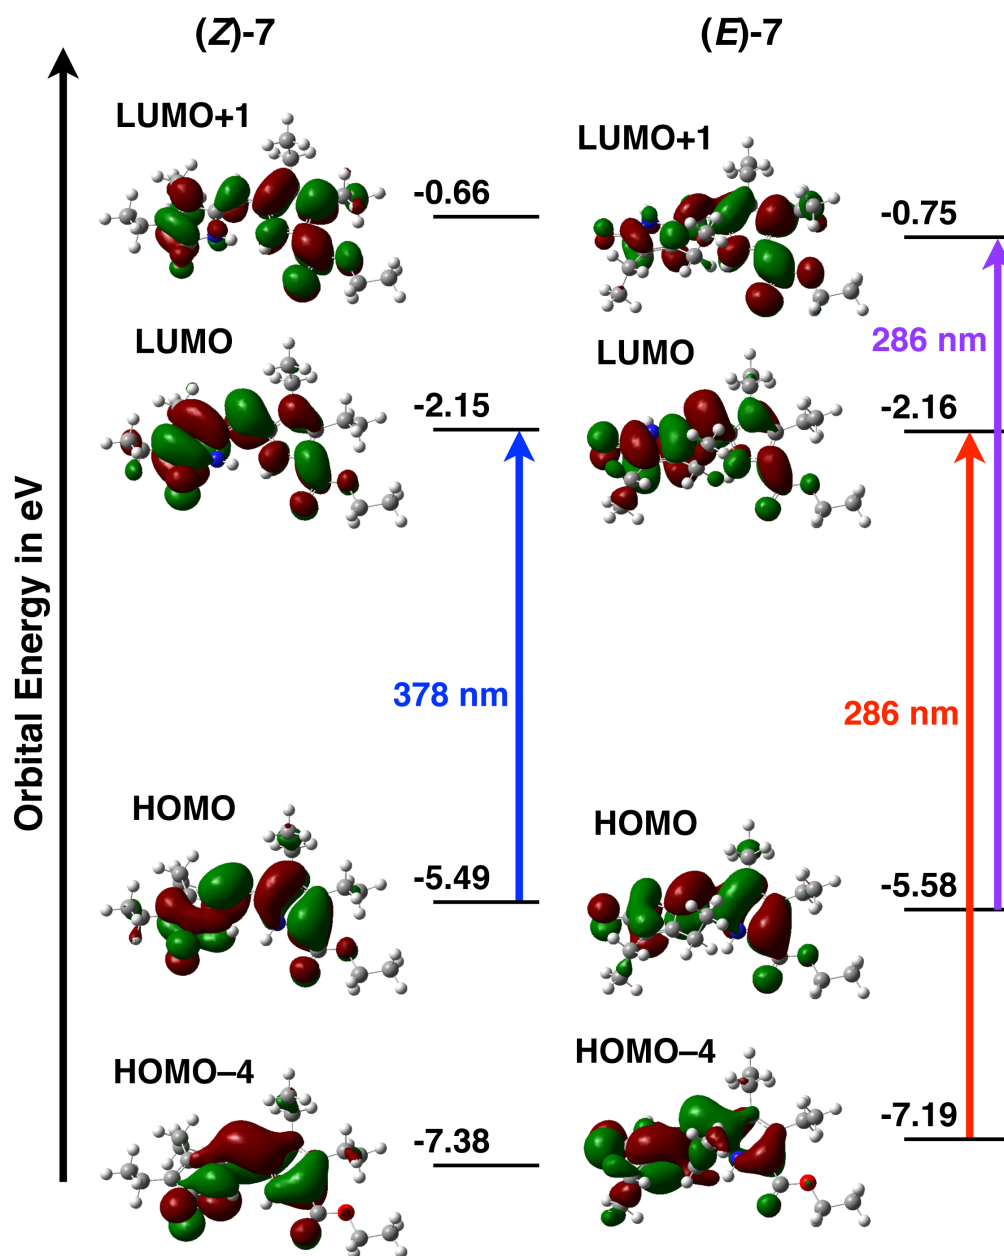 (Z)-7
(E)-7
LUMO+1
-0.66
LUMO+1
-0.75
286 nm
LUMO
-2.15
LUMO
-2.16
Orbital Energy in eV
378 nm
286 nm
HOMO
-5.49
HOMO
-5.58
HOMO–4
-7.38
HOMO–4
-7.19